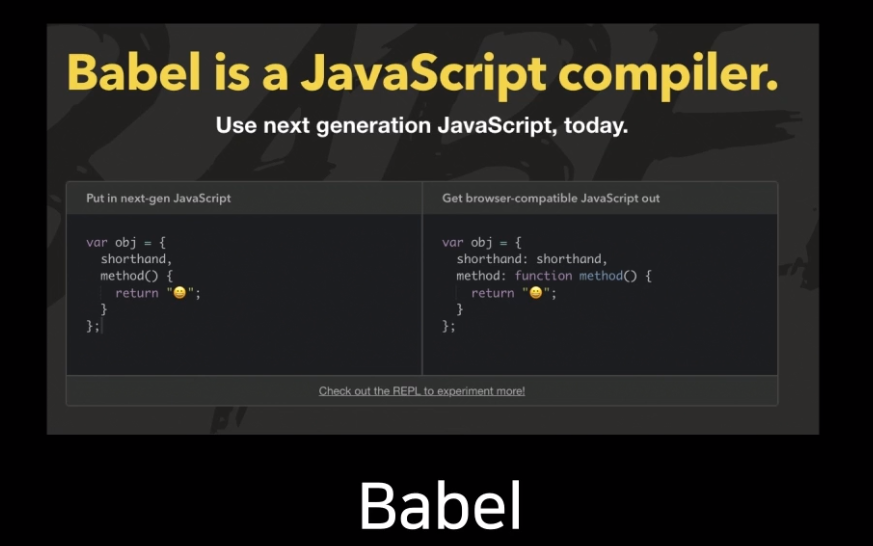 Babel is a JavaScript compiler.
Use next generation JavaScript, today.
Put in next-gen JavaScript
var obj = {
  shorthand,
  method() {
    return "😊";
  }
};
Get browser-compatible JavaScript out
var obj = {
  shorthand: shorthand,
  method: function method() {
    return "😊";
  }
};
Check out the REPL to experiment more!
Babel